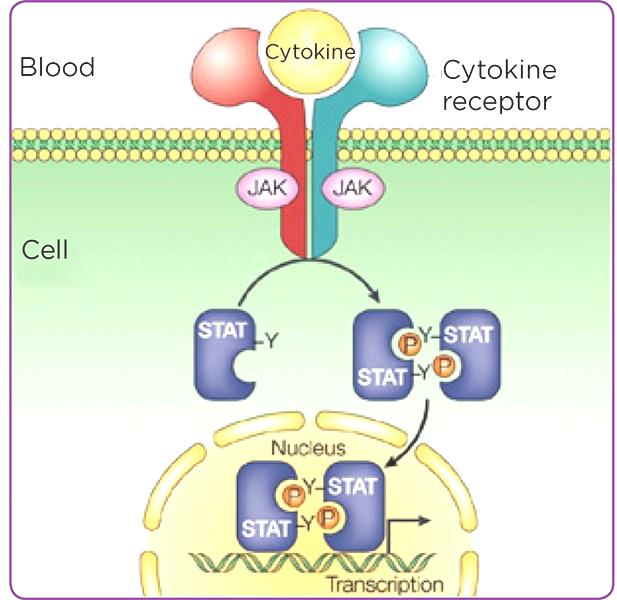 Cytokine
Blood
Cytokine
receptor
JAK
JAK
Cell
STAT
Y
STAT
P
Y
STAT
Y
P
Nucleus
STAT
P
Y
STAT
Y
P
Transcription